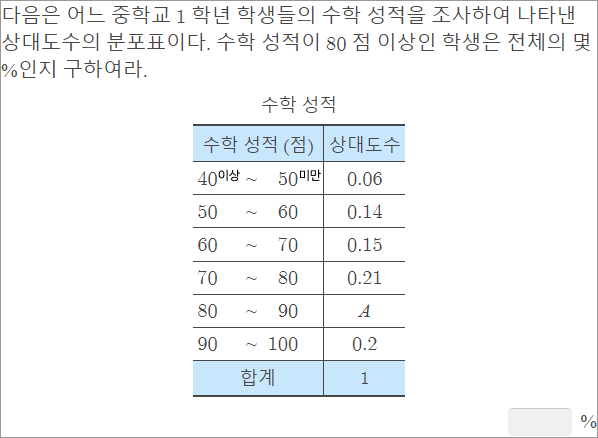 다음은 어느 중학교 1 학년 학생들의 수학 성적을 조사하여 나타낸
상대도수의 분포표이다. 수학 성적이 80 점 이상인 학생은 전체의 몇
%인지 구하여라.
수학 성적
수학 성적 (점) 상대도수
40이상 ~ 50미만 0.06
50 ~ 60 0.14
60 ~ 70 0.15
70 ~ 80 0.21
80 ~ 90 A
90 ~ 100 0.2
합계 1
%